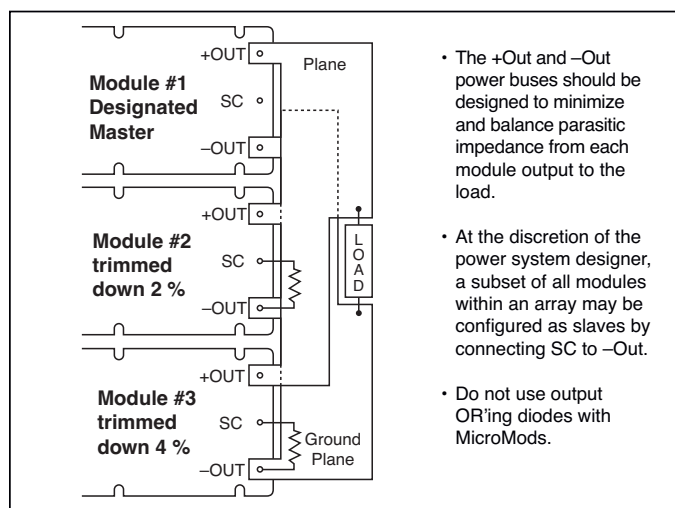 +OUT
Plane
Module #1
Designated
Master
SC
–OUT
+OUT
Module #2
trimmed
down 2 %
SC
–OUT
+OUT
Module #3
trimmed
down 4 %
SC
–OUT
Ground
Plane
LOAD
• The +Out and –Out
power buses should be
designed to minimize
and balance parasitic
impedance from each
module output to the
load.
• At the discretion of the
power system designer,
a subset of all modules
within an array may be
configured as slaves by
connecting SC to –Out.
• Do not use output
OR'ing diodes with
MicroMods.